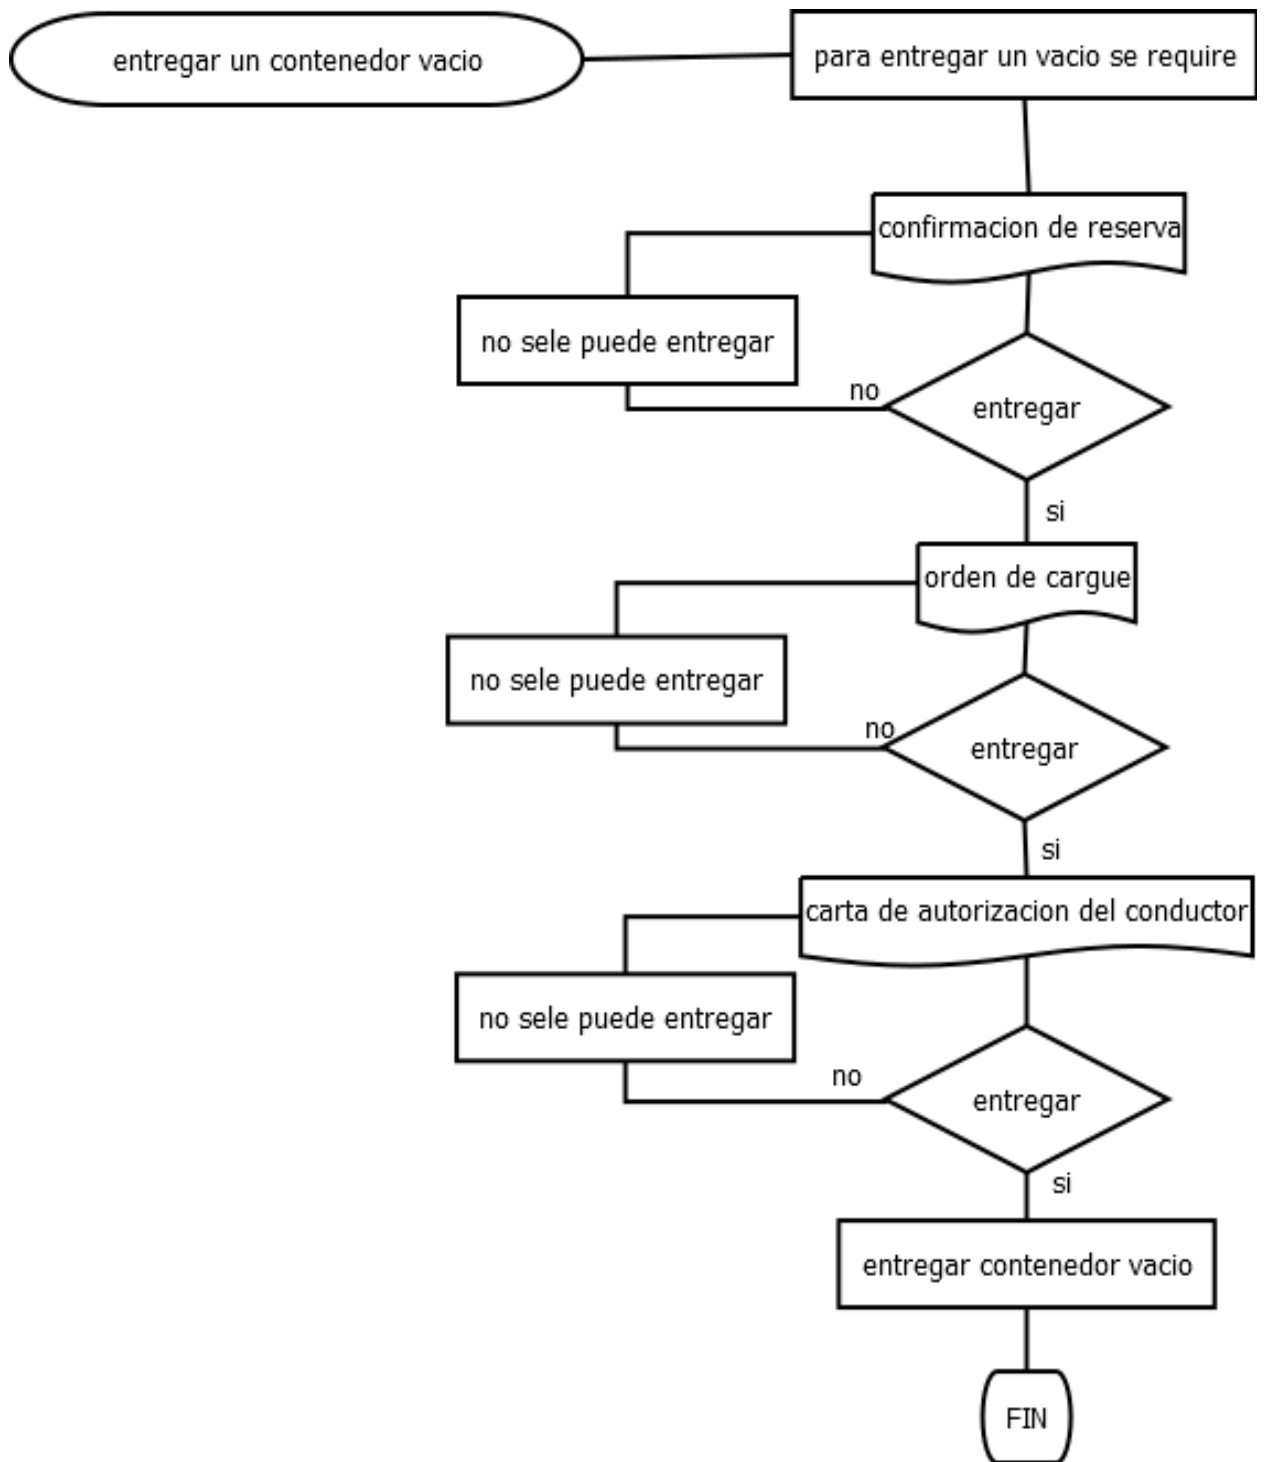 entregar un contenedor vacio
para entregar un vacio se require
confirmacion de reserva
no sele puede entregar
no
entregar
si
orden de cargue
no sele puede entregar
no
entregar
si
carta de autorizacion del conductor
no sele puede entregar
no
entregar
si
entregar contenedor vacio
FIN